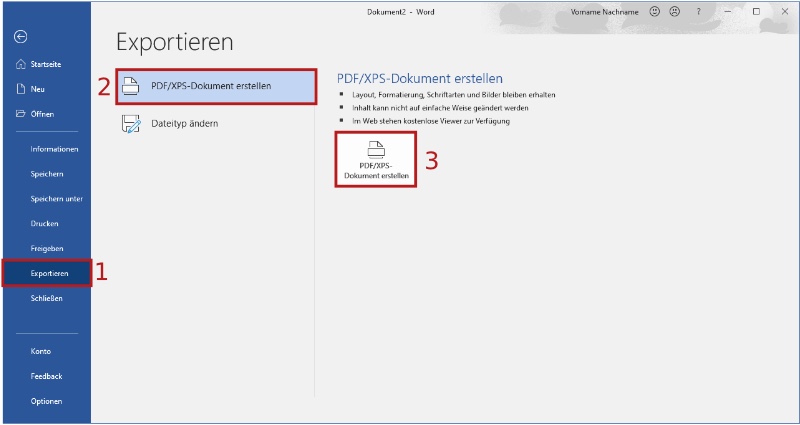 Dokument2 - Word
Vorname Nachname
?
Exportieren
Startseite
Neu
Öffnen
Informationen
Speichern
Speichern unter
Drucken
Freigeben
Exportieren
1
Schließen
Konto
Feedback
Optionen
2
PDF/XPS-Dokument erstellen
Dateityp ändern
PDF/XPS-Dokument erstellen
Layout, Formatierung, Schriftarten und Bilder bleiben erhalten
Inhalt kann nicht auf einfache Weise geändert werden
Im Web stehen kostenlose Viewer zur Verfügung
PDF/XPS-
Dokument erstellen
3